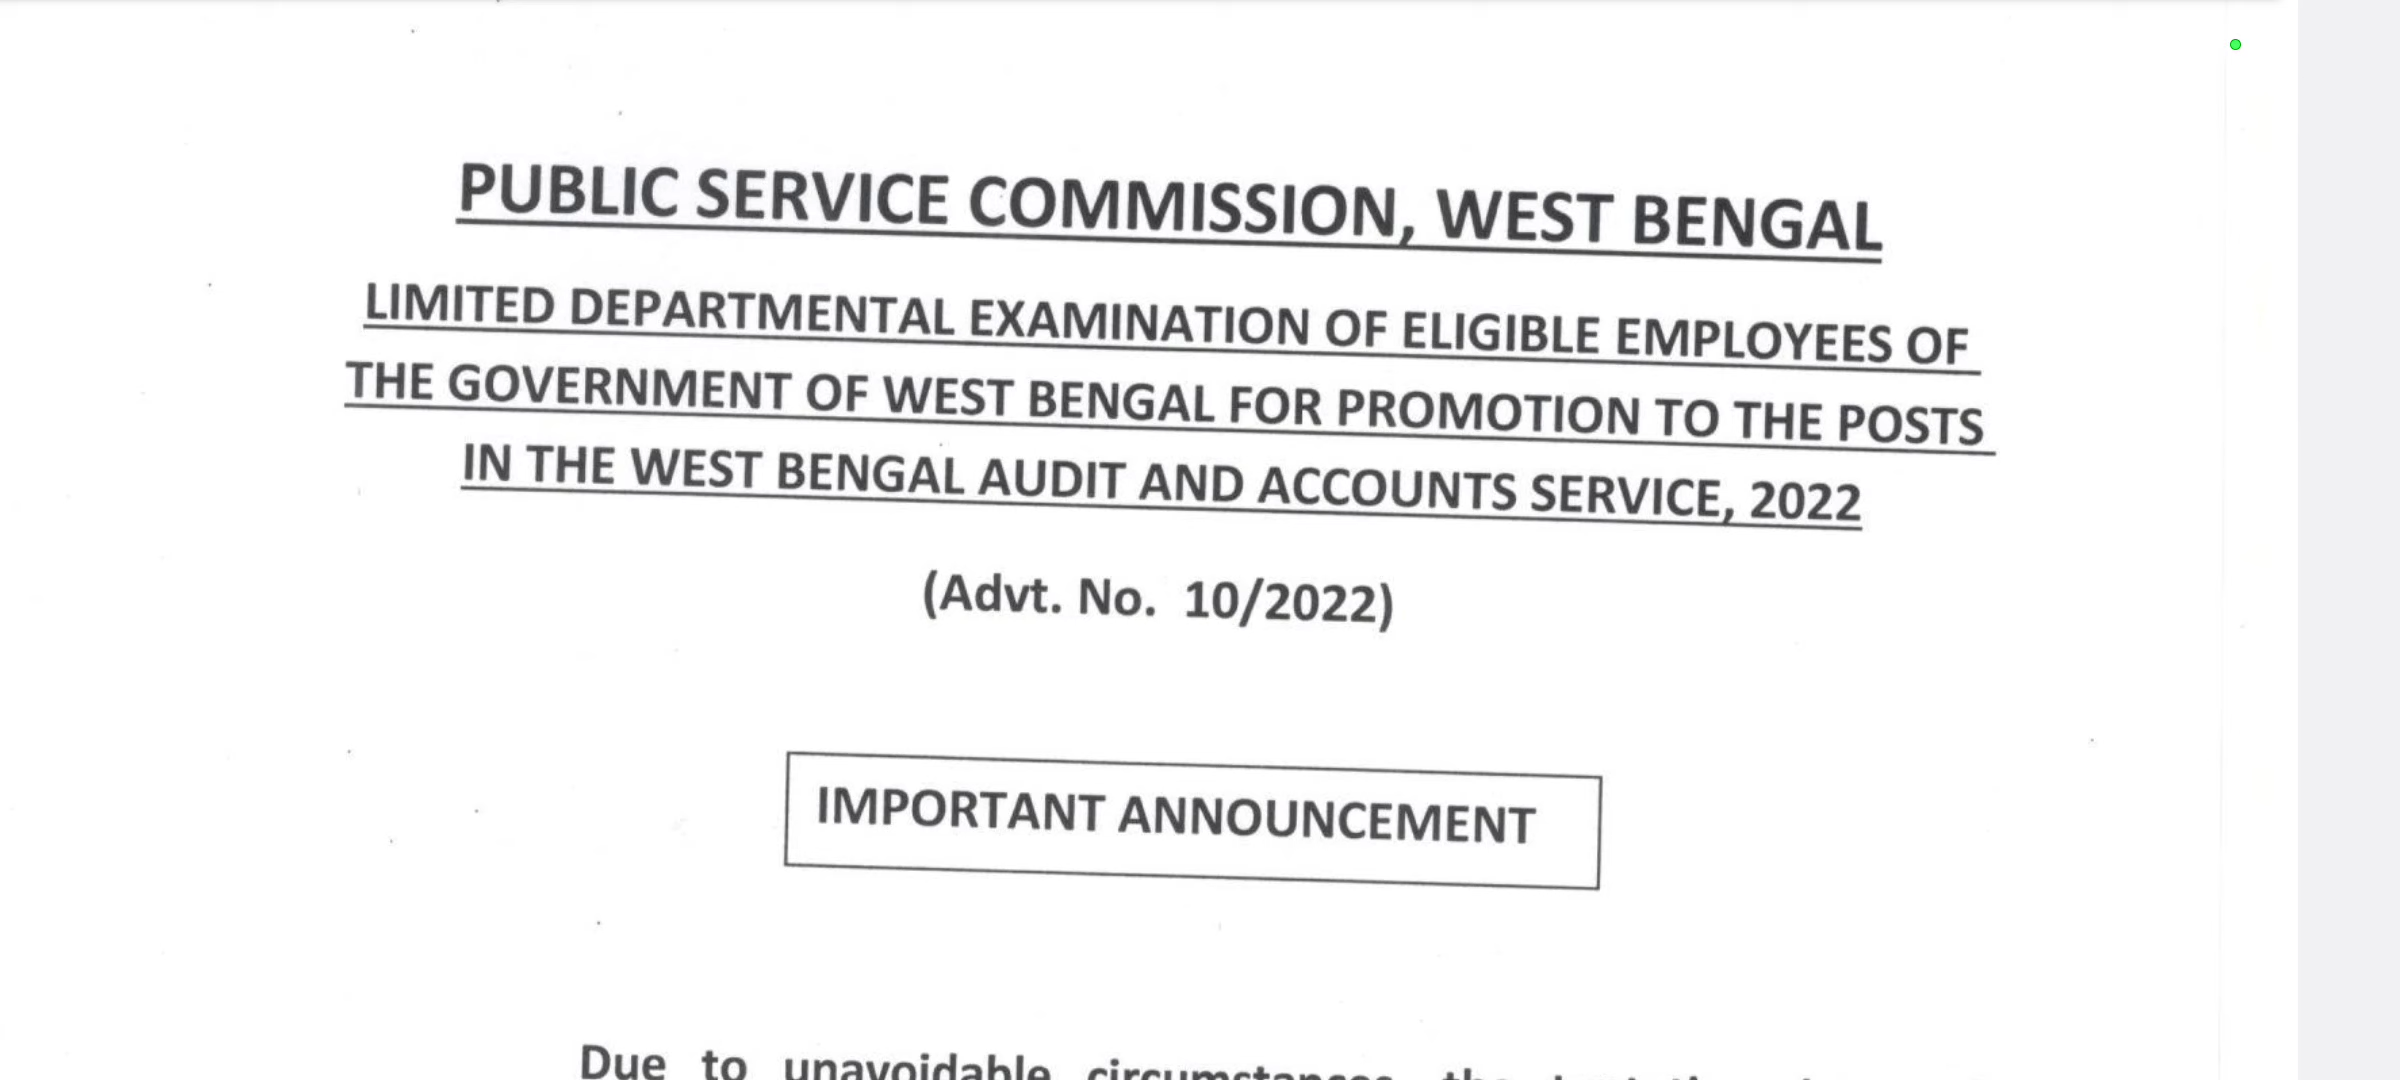 PUBLIC SERVICE COMMISSION, WEST BENGAL
LIMITED DEPARTMENTAL EXAMINATION OF ELIGIBLE EMPLOYEES OF
THE GOVERNMENT OF WEST BENGAL FOR PROMOTION TO THE POSTS
IN THE WEST BENGAL AUDIT AND ACCOUNTS SERVICE, 2022
(Advt. No. 10/2022)
IMPORTANT ANNOUNCEMENT
Due to unavoidable circumstances, the